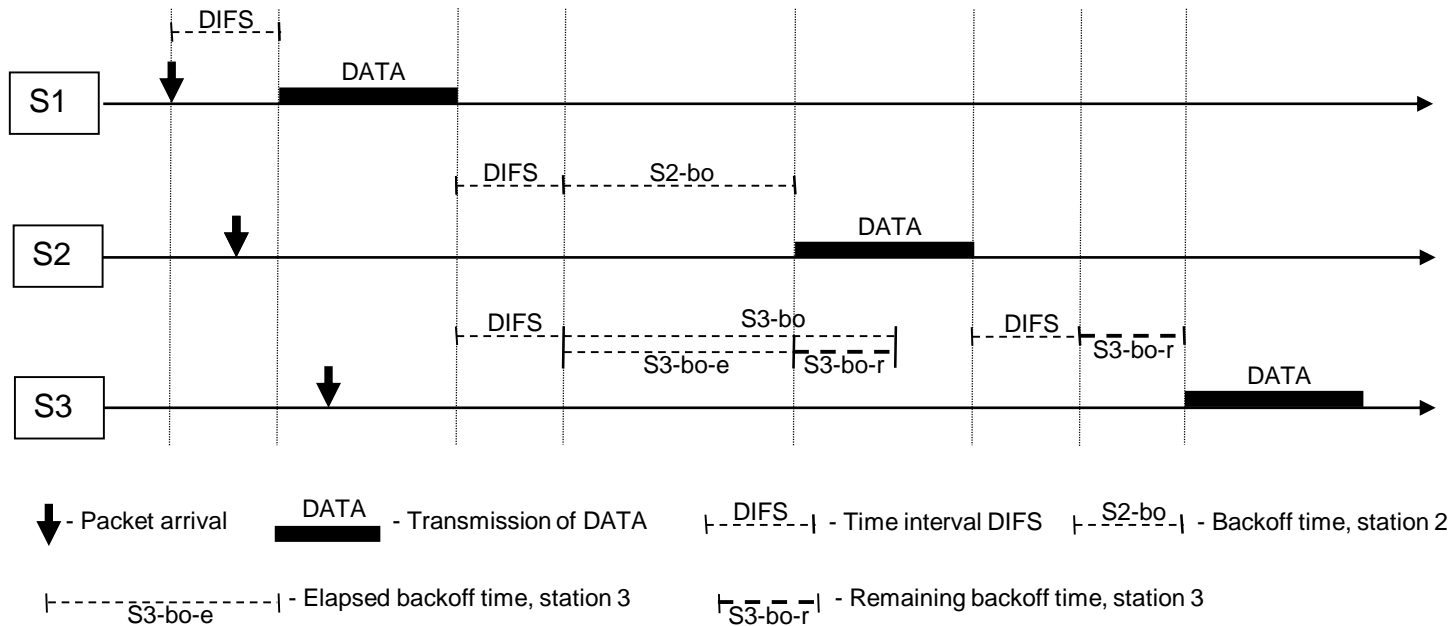 DIFS
DATA
S1
DIFS
S2-bo
DATA
S2
DIFS
S3-bo
DIFS
S3-bo-e
S3-bo-r
S3-bo-r
DATA
S3
- Packet arrival
DATA
- Transmission of DATA
DIFS
- Time interval DIFS
S2-bo
- Backoff time, station 2
S3-bo-e
- Elapsed backoff time, station 3
S3-bo-r
- Remaining backoff time, station 3